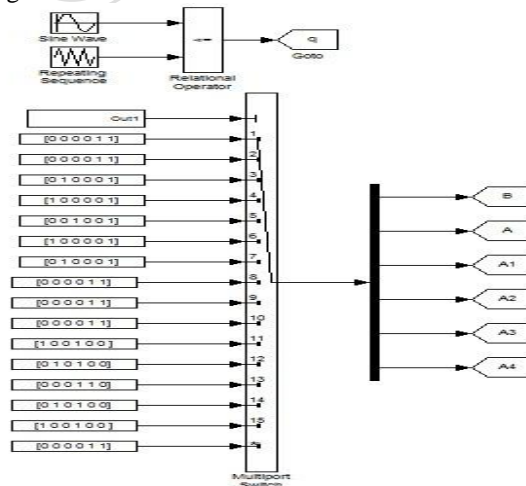 Sine Wave
Repeating
Sequence
<=
Relational
Operator
q
Goto
Out1
[0 0 0 0 1 1]
1
[0 0 0 0 1 1]
2
[0 1 0 0 0 1]
3
[1 0 0 0 0 1]
4
[0 0 1 0 0 1]
5
[1 0 0 0 0 1]
6
[0 1 0 0 0 1]
7
[0 0 0 0 1 1]
8
[0 0 0 0 1 1]
9
[0 0 0 0 1 1]
10
[1 0 0 1 0 0]
11
[0 1 0 1 0 0]
12
[0 0 0 1 1 0]
13
[0 1 0 1 0 0]
14
[1 0 0 1 0 0]
15
[0 0 0 0 1 1]
Multiport
Switch
B
A
A1
A2
A3
A4